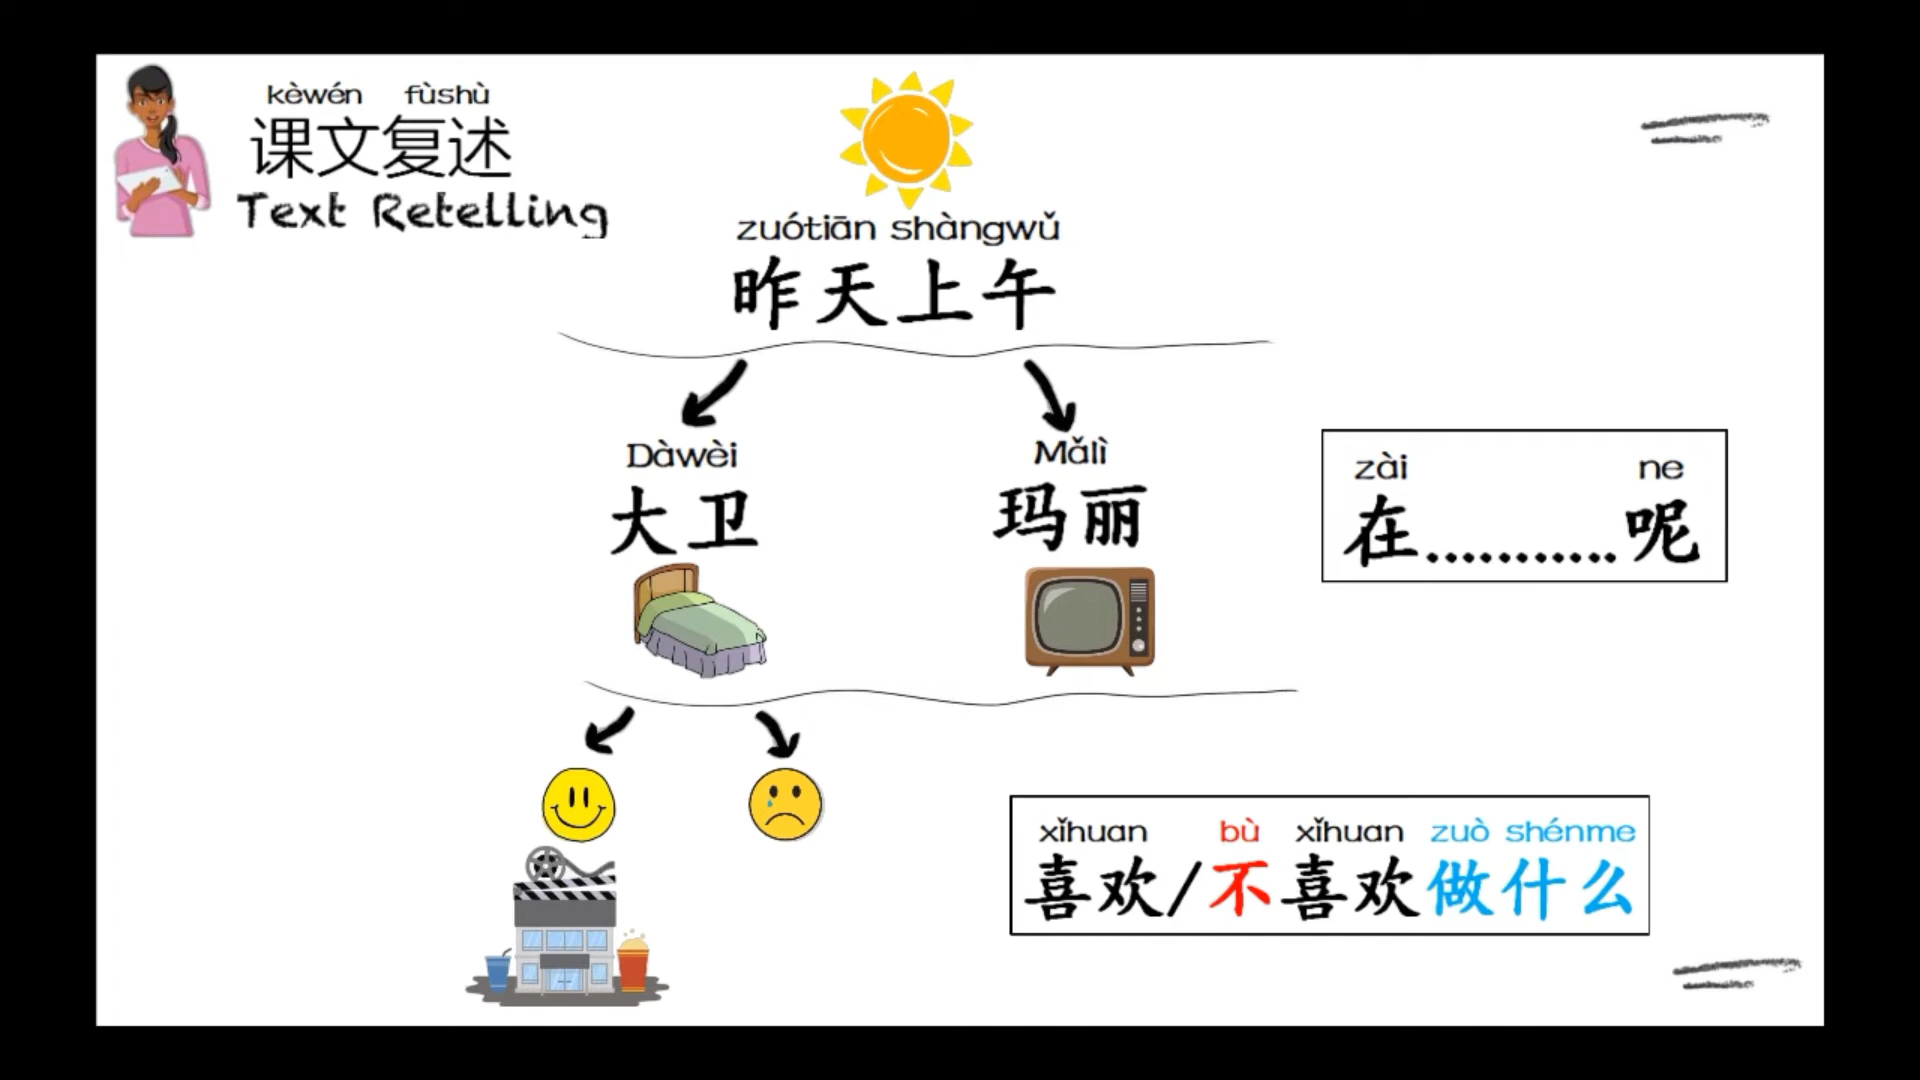 kèwén fùshù
课文复述
Text Retelling
zuótiān shàngwǔ
昨天上午
Dàwèi
大卫
Mǎlì
玛丽
zài ne
在...........呢
xǐhuan bù xǐhuan zuò shénme
喜欢/不喜欢做什么